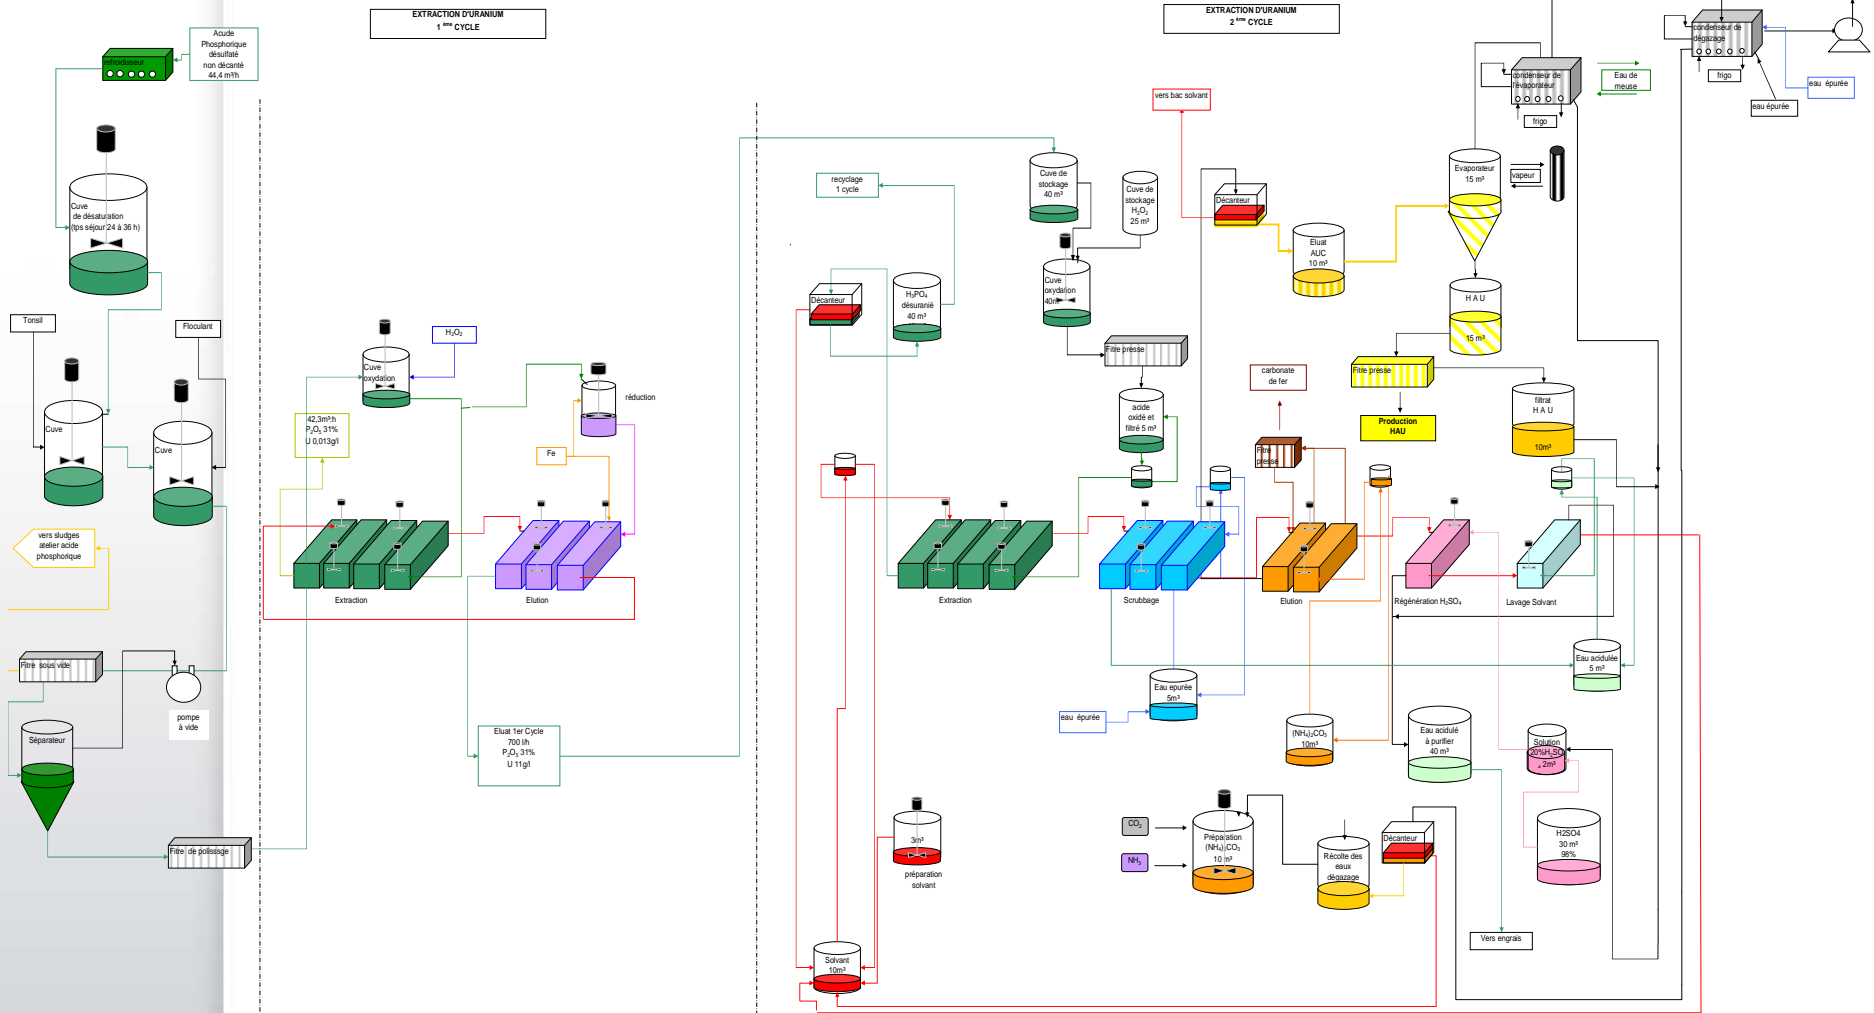 EXTRACTION D'URANIUM
1 ème CYCLE
EXTRACTION D'URANIUM
2 ème CYCLE
Acude
Phosphorique
désulfaté
non décanté
44,4 m³/h
refroidisseur
Cuve
de désaturation
(tps séjour 24 à 36 h)
Tonsil
Floculant
Cuve
Cuve
vers sludges
atelier acide
phosphorique
Filtre sous vide
pompe
à vide
Séparateur
Filtre de polisssge
Cuve
oxydation
H₂O₂
réduction
42,3m³/h
P₂O₅ 31%
U 0,013g/l
Fe
Extraction
Elution
Eluat 1er Cycle
700 l/h
P₂O₅ 31%
U 11g/l
recyclage
1 cycle
Décanteur
H₃PO₄
désuranié
40 m³
Cuve de
stockage
40 m³
Cuve de
stockage
H₂O₂
25 m³
Cuve
oxydation
40m³
Fitre presse
acide
oxidé et
filtré 5 m³
vers bac solvant
Décanteur
Eluat
AUC
10 m³
carbonate
de fer
Fitre
presse
condenseur de
l'évaporateur
frigo
Eau de
meuse
condenseur de
dégazage
frigo
eau épurée
eau épurée
Evaporateur
15 m³
vapeur
H A U
15 m³
Fitre presse
Production
HAU
filtrat
H A U
10m³
Extraction
Scrubbage
Elution
Régénération H₂SO₄
Lavage Solvant
Eau epurée
5m³
eau épurée
(NH₄)₂CO₃
10m³
Eau acidulé
à purifier
40 m³
Eau acidulée
5 m³
Solution
20%H₂SO
₄ 2m³
H2SO4
30 m³
98%
Vers engrais
3m³
préparation
solvant
Solvant
10m³
CO₂
NH₃
Préparation
(NH₄)₂CO₃
10 m³
Récolte des
eaux
dégazage
Décanteur